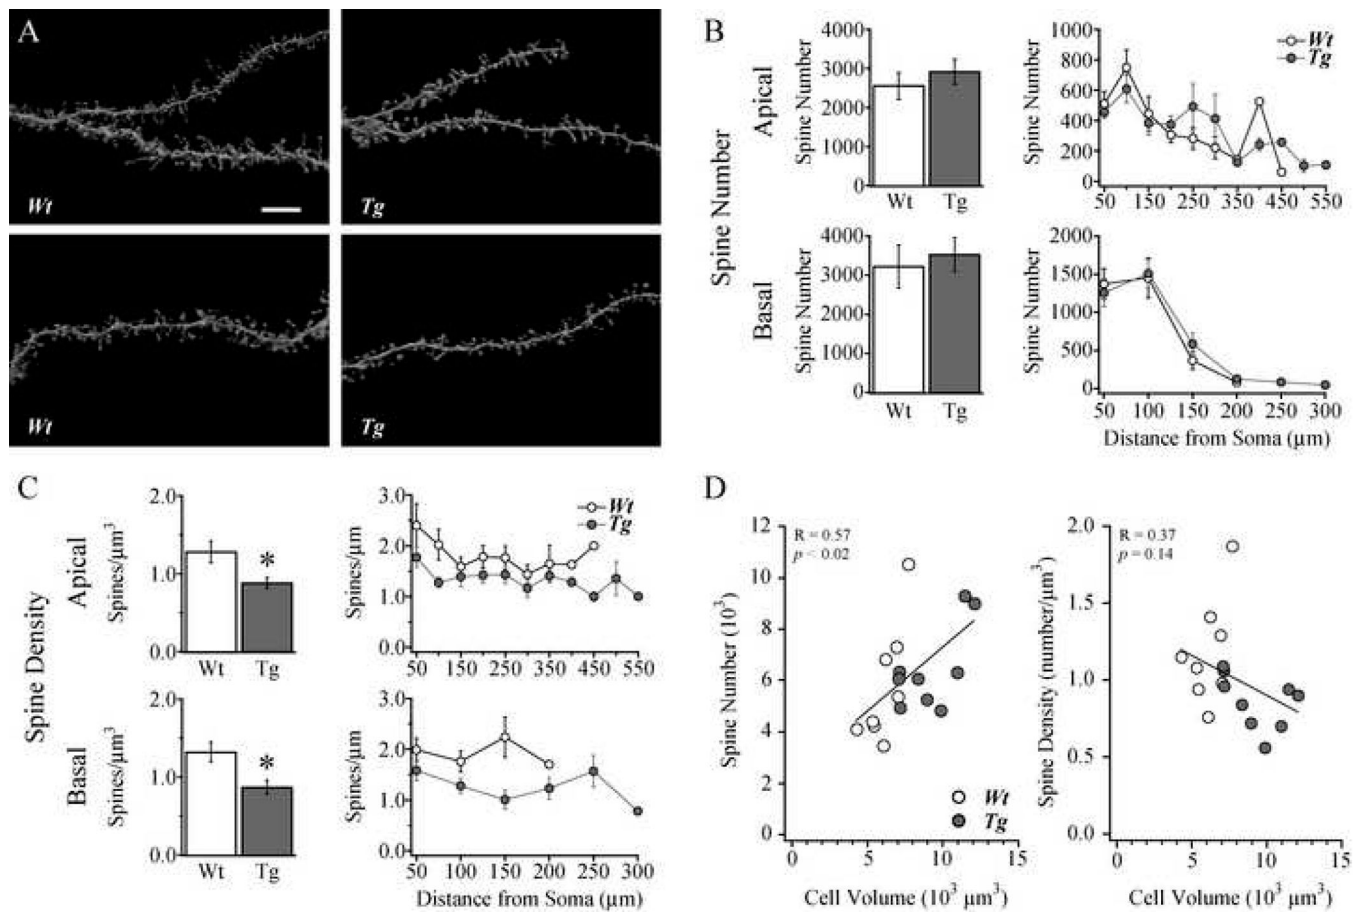 A
Wt
Tg
Wt
Tg
B
Spine Number
Apical
Spine Number
4000
3000
2000
1000
0
Wt Tg
Spine Number
1000
800
600
400
200
0
50 150 250 350 450 550
Wt
Tg
Basal
Spine Number
4000
3000
2000
1000
0
Wt Tg
Spine Number
2000
1500
1000
500
0
50 100 150 200 250 300
Distance from Soma (µm)
C
Spine Density
Apical
Spines/µm³
2.0
1.0
0.0
*
Wt Tg
Spines/µm
3.0
2.0
1.0
0.0
50 150 250 350 450 550
Wt
Tg
Basal
Spines/µm³
2.0
1.0
0.0
*
Wt Tg
Spines/µm
3.0
2.0
1.0
0.0
50 100 150 200 250 300
Distance from Soma (µm)
D
Spine Number (10³)
12
10
8
6
4
2
0
R = 0.57
p < 0.02
Wt
Tg
0 5 10 15
Cell Volume (10³ µm³)
Spine Density (number/µm³)
2.0
1.5
1.0
0.5
0.0
R = 0.37
p = 0.14
0 5 10 15
Cell Volume (10³ µm³)